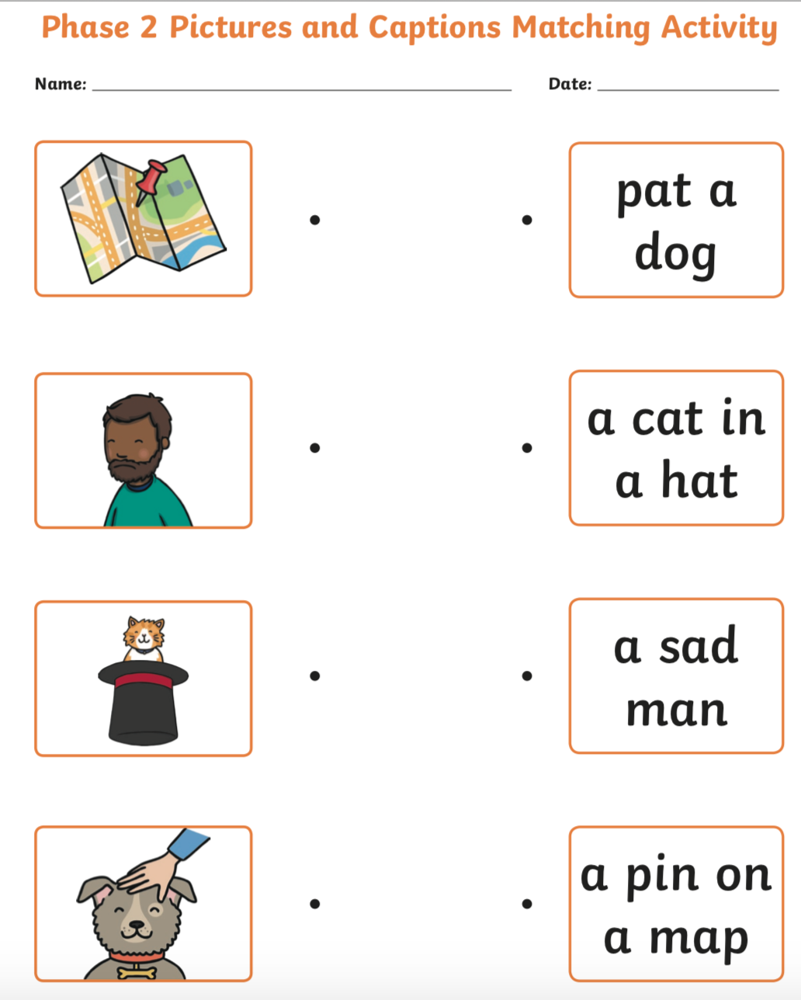 Phase 2 Pictures and Captions Matching Activity
Name: Date:
pat a
dog
a cat in
a hat
a sad
man
a pin on
a map